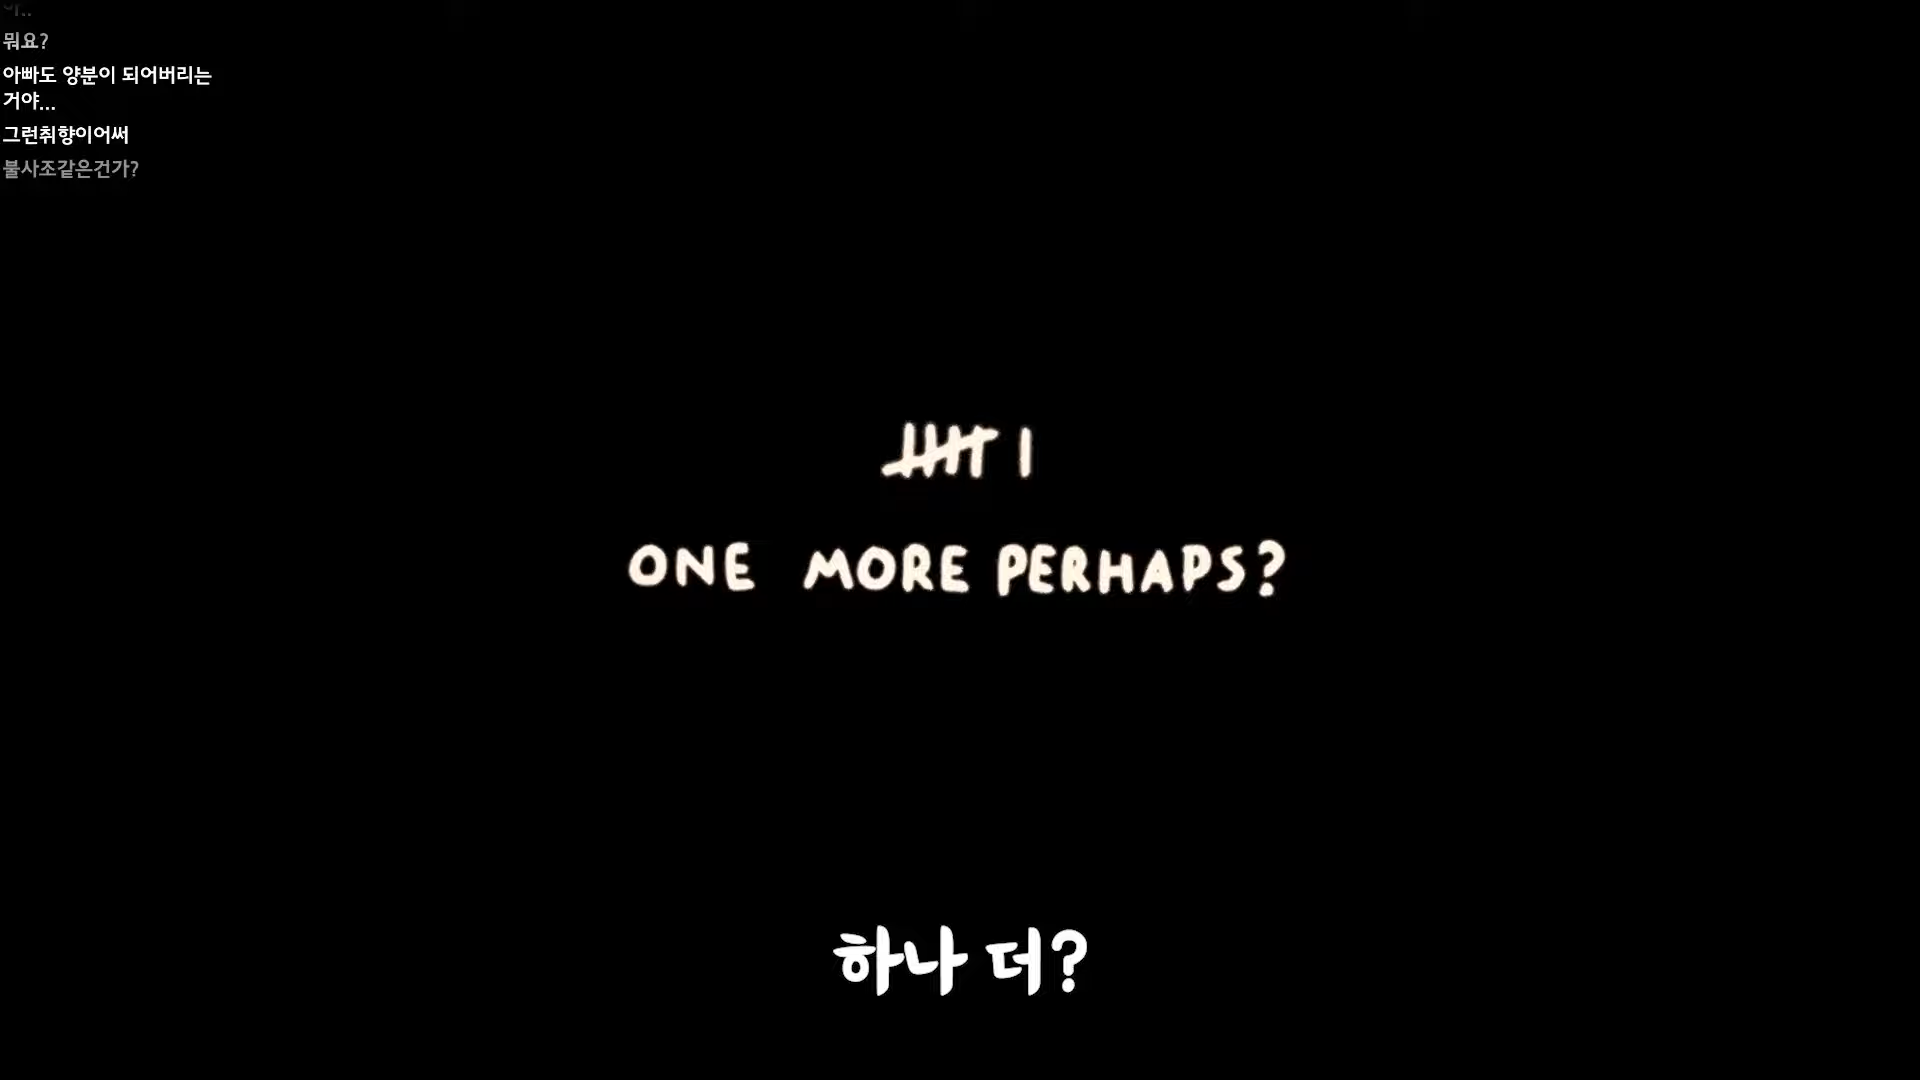 뭐요?
아빠도 양분이 되어버리는
거야...
그런취향이어써
불사조같은건가?
ONE MORE PERHAPS?
하나 더?